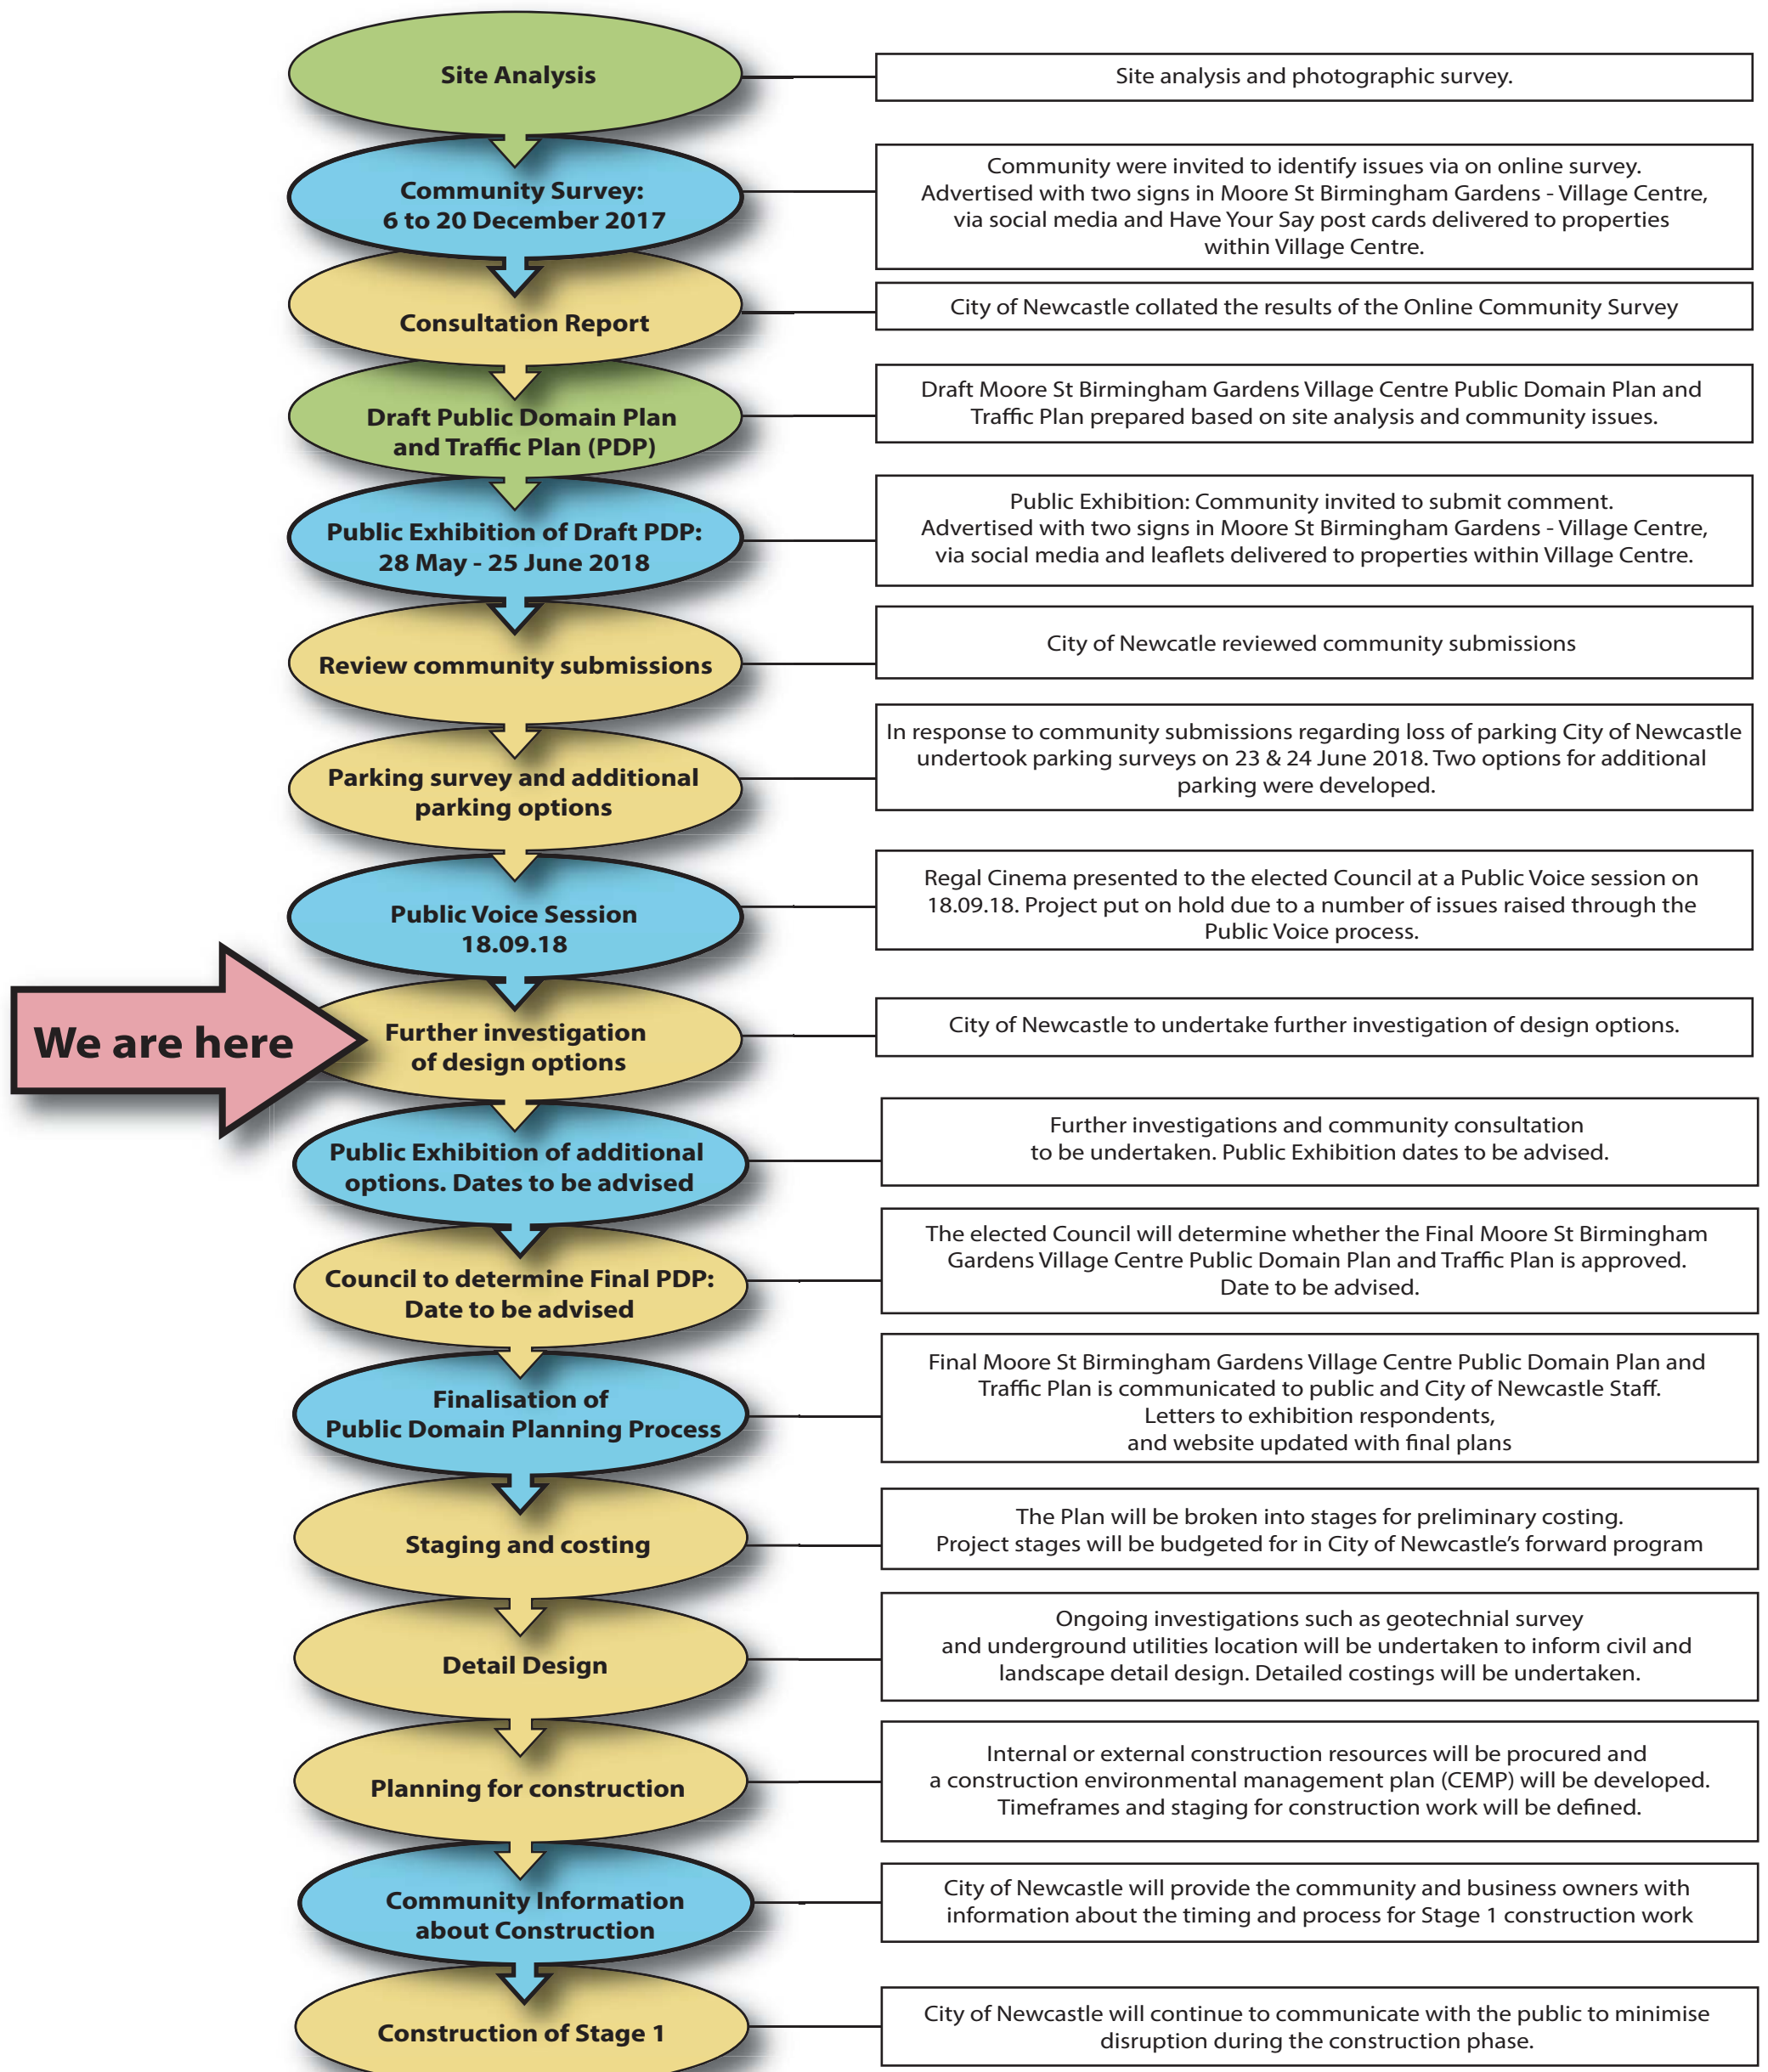 Site Analysis
Site analysis and photographic survey.
Community Survey:
6 to 20 December 2017
Community were invited to identify issues via on online survey.
Advertised with two signs in Moore St Birmingham Gardens - Village Centre,
via social media and Have Your Say post cards delivered to properties
within Village Centre.
Consultation Report
City of Newcastle collated the results of the Online Community Survey
Draft Public Domain Plan
and Traffic Plan (PDP)
Draft Moore St Birmingham Gardens Village Centre Public Domain Plan and
Traffic Plan prepared based on site analysis and community issues.
Public Exhibition of Draft PDP:
28 May - 25 June 2018
Public Exhibition: Community invited to submit comment.
Advertised with two signs in Moore St Birmingham Gardens - Village Centre,
via social media and leaflets delivered to properties within Village Centre.
Review community submissions
City of Newcatle reviewed community submissions
Parking survey and additional
parking options
In response to community submissions regarding loss of parking City of Newcastle
undertook parking surveys on 23 & 24 June 2018. Two options for additional
parking were developed.
Public Voice Session
18.09.18
Regal Cinema presented to the elected Council at a Public Voice session on
18.09.18. Project put on hold due to a number of issues raised through the
Public Voice process.
We are here
Further investigation
of design options
City of Newcastle to undertake further investigation of design options.
Public Exhibition of additional
options. Dates to be advised
Further investigations and community consultation
to be undertaken. Public Exhibition dates to be advised.
Council to determine Final PDP:
Date to be advised
The elected Council will determine whether the Final Moore St Birmingham
Gardens Village Centre Public Domain Plan and Traffic Plan is approved.
Date to be advised.
Finalisation of
Public Domain Planning Process
Final Moore St Birmingham Gardens Village Centre Public Domain Plan and
Traffic Plan is communicated to public and City of Newcastle Staff.
Letters to exhibition respondents,
and website updated with final plans
Staging and costing
The Plan will be broken into stages for preliminary costing.
Project stages will be budgeted for in City of Newcastle's forward program
Detail Design
Ongoing investigations such as geotechnial survey
and underground utilities location will be undertaken to inform civil and
landscape detail design. Detailed costings will be undertaken.
Planning for construction
Internal or external construction resources will be procured and
a construction environmental management plan (CEMP) will be developed.
Timeframes and staging for construction work will be defined.
Community Information
about Construction
City of Newcastle will provide the community and business owners with
information about the timing and process for Stage 1 construction work
Construction of Stage 1
City of Newcastle will continue to communicate with the public to minimise
disruption during the construction phase.